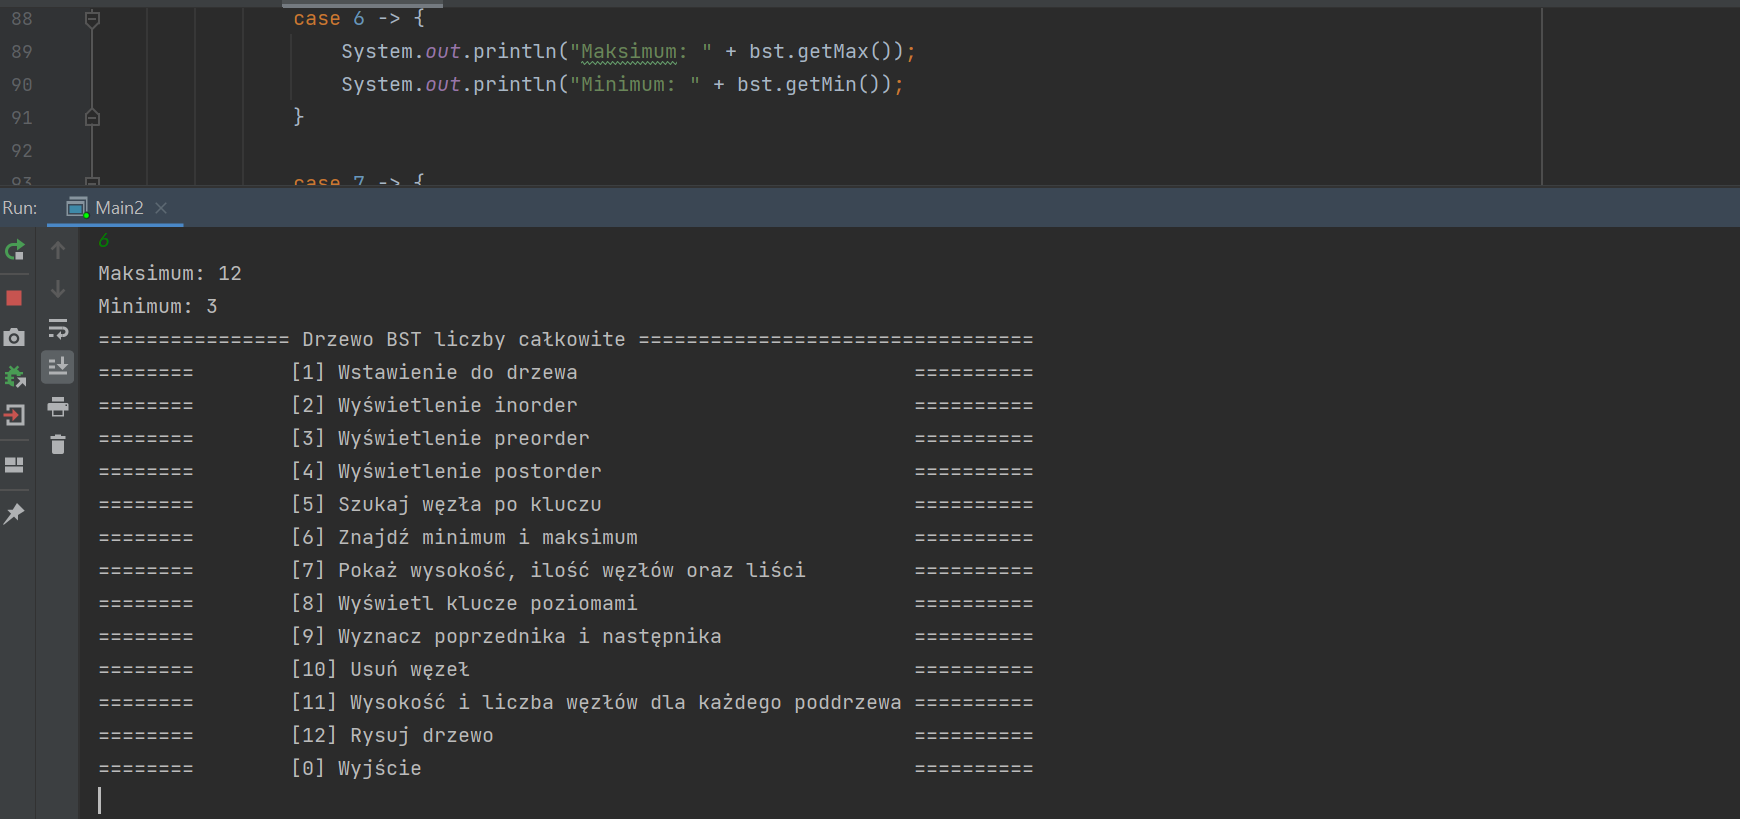 88 case 6 -> {
89 System.out.println("Maksimum: " + bst.getMax());
90 System.out.println("Minimum: " + bst.getMin());
91 }
92
93 case 7 -> {
Run: Main2
6
Maksimum: 12
Minimum: 3
================ Drzewo BST liczby całkowite =================================
======== [1] Wstawienie do drzewa ==========
======== [2] Wyświetlenie inorder ==========
======== [3] Wyświetlenie preorder ==========
======== [4] Wyświetlenie postorder ==========
======== [5] Szukaj węzła po kluczu ==========
======== [6] Znajdź minimum i maksimum ==========
======== [7] Pokaż wysokość, ilość węzłów oraz liści ==========
======== [8] Wyświetl klucze poziomami ==========
======== [9] Wyznacz poprzednika i następnika ==========
======== [10] Usuń węzeł ==========
======== [11] Wysokość i liczba węzłów dla każdego poddrzewa ==========
======== [12] Rysuj drzewo ==========
======== [0] Wyjście ==========